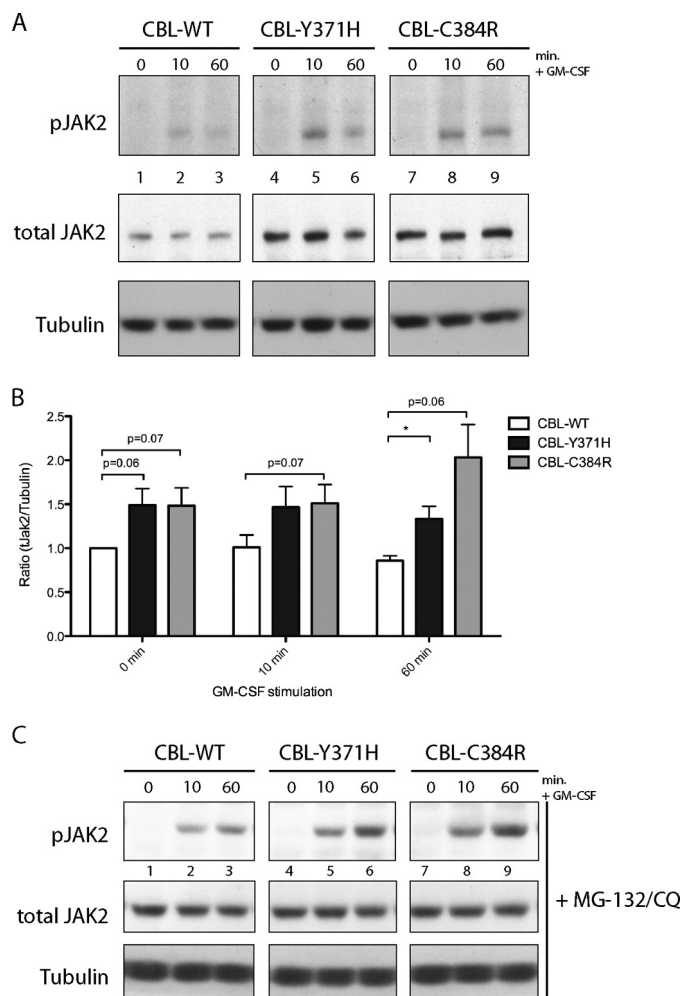 A
CBL-WT CBL-Y371H CBL-C384R
0 10 60 0 10 60 0 10 60 min.
+ GM-CSF
pJAK2
1 2 3 4 5 6 7 8 9
total JAK2
Tubulin
B
p=0.06
p=0.07
p=0.06
p=0.07
*
CBL-WT
CBL-Y371H
CBL-C384R
Ratio (tJak2/Tubulin)
2.5
2.0
1.5
1.0
0.5
0.0
0 min 10 min 60 min
GM-CSF stimulation
C
CBL-WT CBL-Y371H CBL-C384R
0 10 60 0 10 60 0 10 60 min.
+ GM-CSF
pJAK2
1 2 3 4 5 6 7 8 9
total JAK2
+ MG-132/CQ
Tubulin